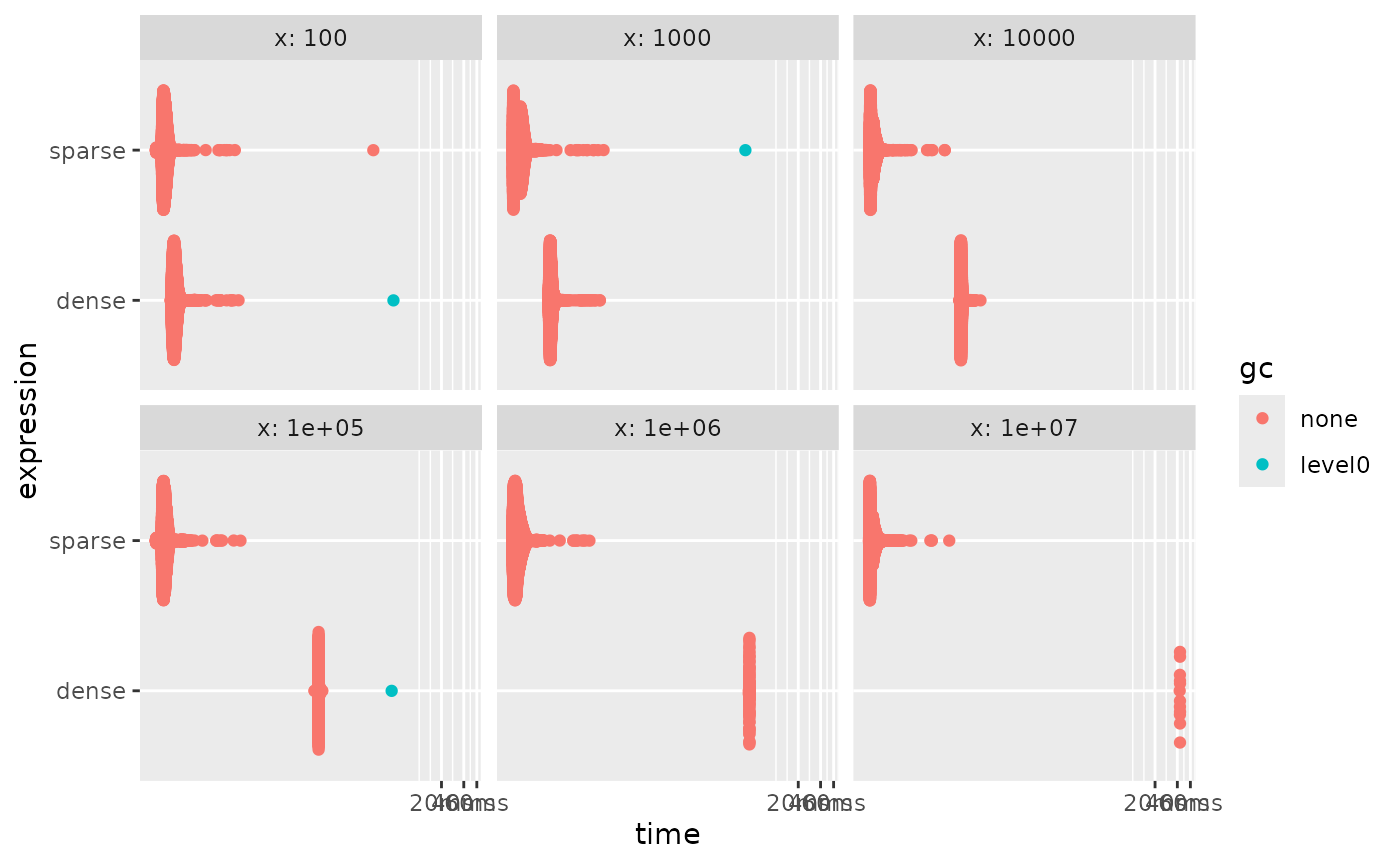 x: 100
x: 1000
x: 10000
sparse
dense
x: 1e+05
x: 1e+06
x: 1e+07
sparse
dense
expression
time
gc
none
level0